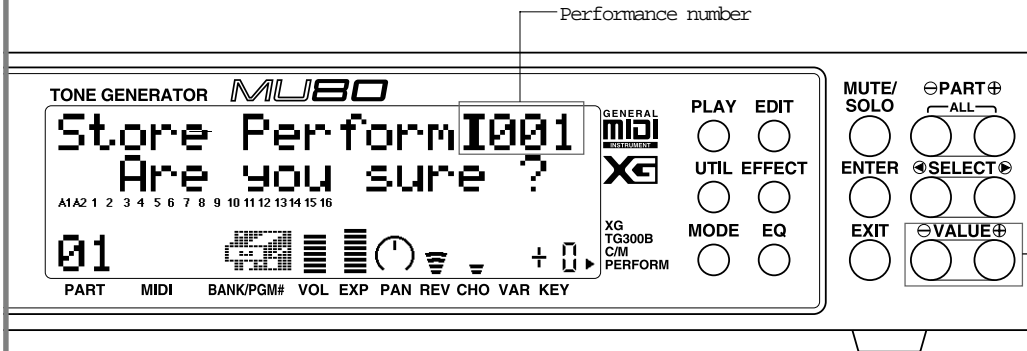 Performance number
TONE GENERATOR MU80
Store PerformI001
Are you sure ?
A1 A2 1 2 3 4 5 6 7 8 9 10 11 12 13 14 15 16
01
+ 0
PART MIDI BANK/PGM# VOL EXP PAN REV CHO VAR KEY
GENERAL
MIDI
INSTRUMENT
XG
XG
TG300B
C/M
PERFORM
PLAY EDIT
UTIL EFFECT
MODE EQ
MUTE/
SOLO
⊖PART⊕
ALL
ENTER
SELECT
EXIT
⊖VALUE⊕